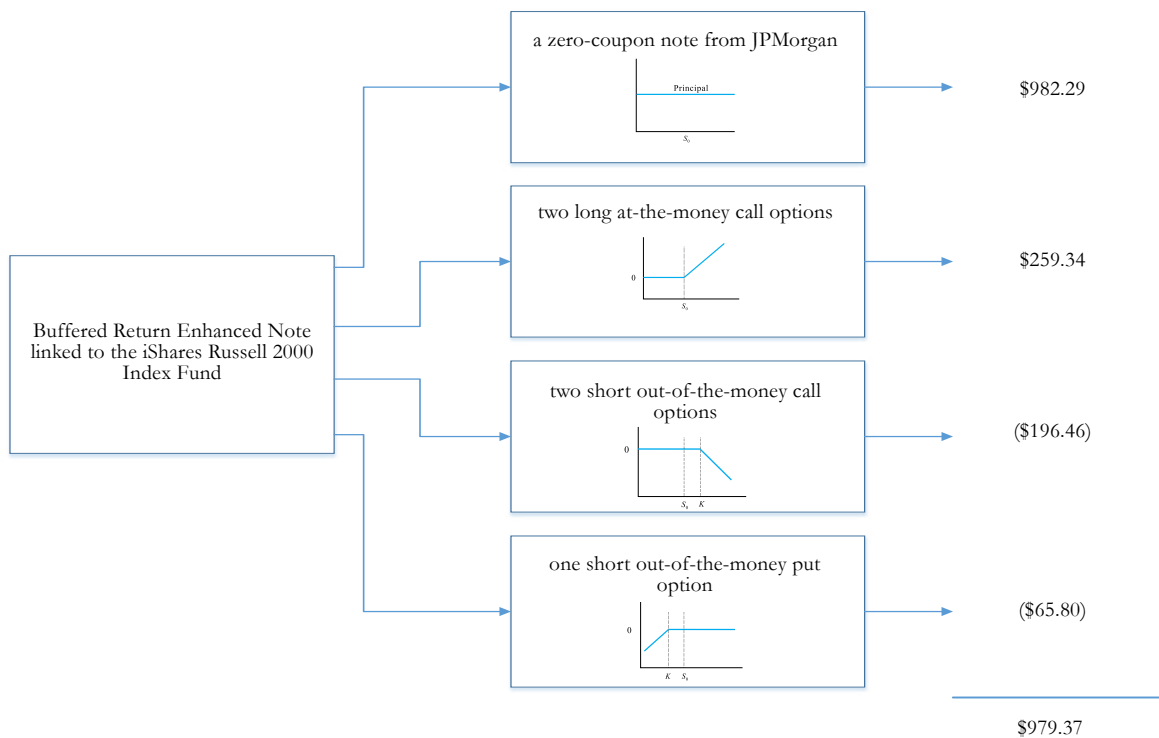 a zero-coupon note from JPMorgan
Principal
S0
$982.29
two long at-the-money call options
0
S0
$259.34
Buffered Return Enhanced Note
linked to the iShares Russell 2000
Index Fund
two short out-of-the-money call
options
0
S0 K
($196.46)
one short out-of-the-money put
option
0
K S0
($65.80)
$979.37